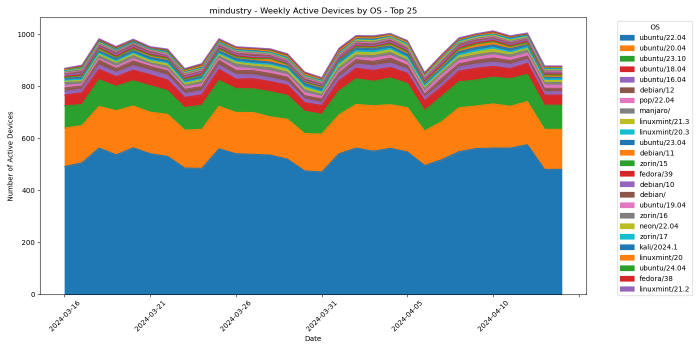 mindustry - Weekly Active Devices by OS - Top 25
Number of Active Devices
1000
800
600
400
200
0
2024-03-16
2024-03-21
2024-03-26
2024-03-31
2024-04-05
2024-04-10
Date
OS
ubuntu/22.04
ubuntu/20.04
ubuntu/23.10
ubuntu/18.04
ubuntu/16.04
debian/12
pop/22.04
manjaro/
linuxmint/21.3
linuxmint/20.3
ubuntu/23.04
debian/11
zorin/15
fedora/39
debian/10
debian/
ubuntu/19.04
zorin/16
neon/22.04
zorin/17
kali/2024.1
linuxmint/20
ubuntu/24.04
fedora/38
linuxmint/21.2